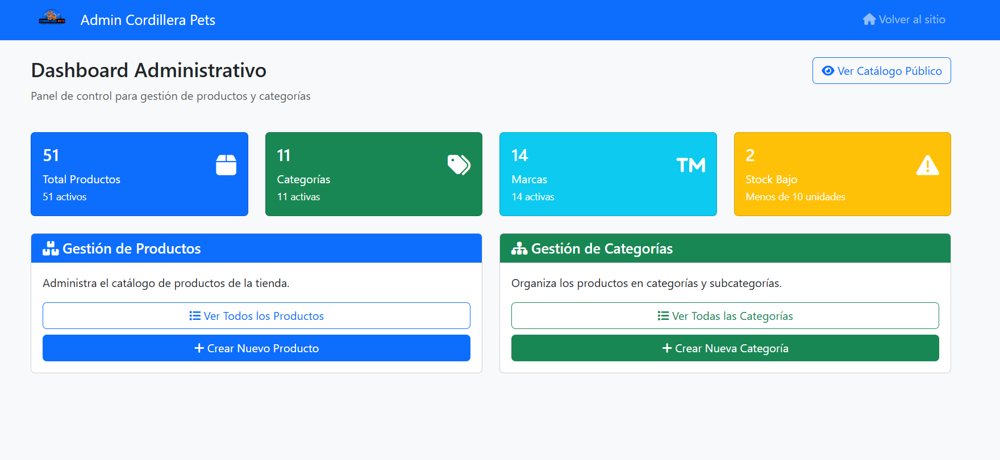 CORDILLERA PETS
Admin Cordillera Pets
Volver al sitio
Dashboard Administrativo
Ver Catálogo Público
Panel de control para gestión de productos y categorías
51
Total Productos
51 activos
11
Categorías
11 activas
14
Marcas
14 activas
TM
2
Stock Bajo
Menos de 10 unidades
Gestión de Productos
Administra el catálogo de productos de la tienda.
Ver Todos los Productos
Crear Nuevo Producto
Gestión de Categorías
Organiza los productos en categorías y subcategorías.
Ver Todas las Categorías
Crear Nueva Categoría